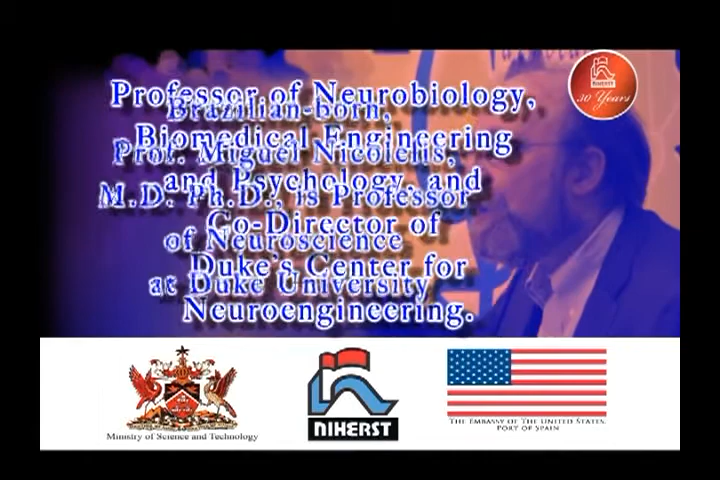 Professor of Neurobiology,
Biomedical Engineering
and Psychology, and
Co-Director of
Duke's Center for
Neuroengineering.
Brazilian-born,
Prof. Miguel Nicolelis,
M.D. Ph.D., is Professor
of Neuroscience
at Duke University
NIHERST
30 Years
Ministry of Science and Technology
NIHERST
The Embassy of The United States,
Port of Spain